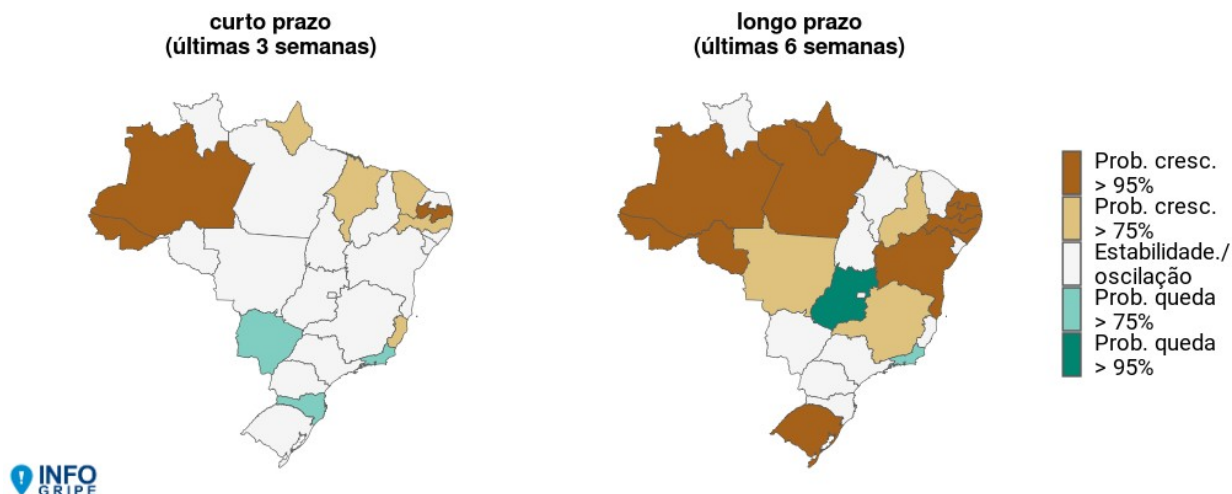 curto prazo
(últimas 3 semanas)
longo prazo
(últimas 6 semanas)
Prob. cresc.
> 95%
Prob. cresc.
> 75%
Estabilidade./
oscilação
Prob. queda
> 75%
Prob. queda
> 95%
INFO
GRIPE